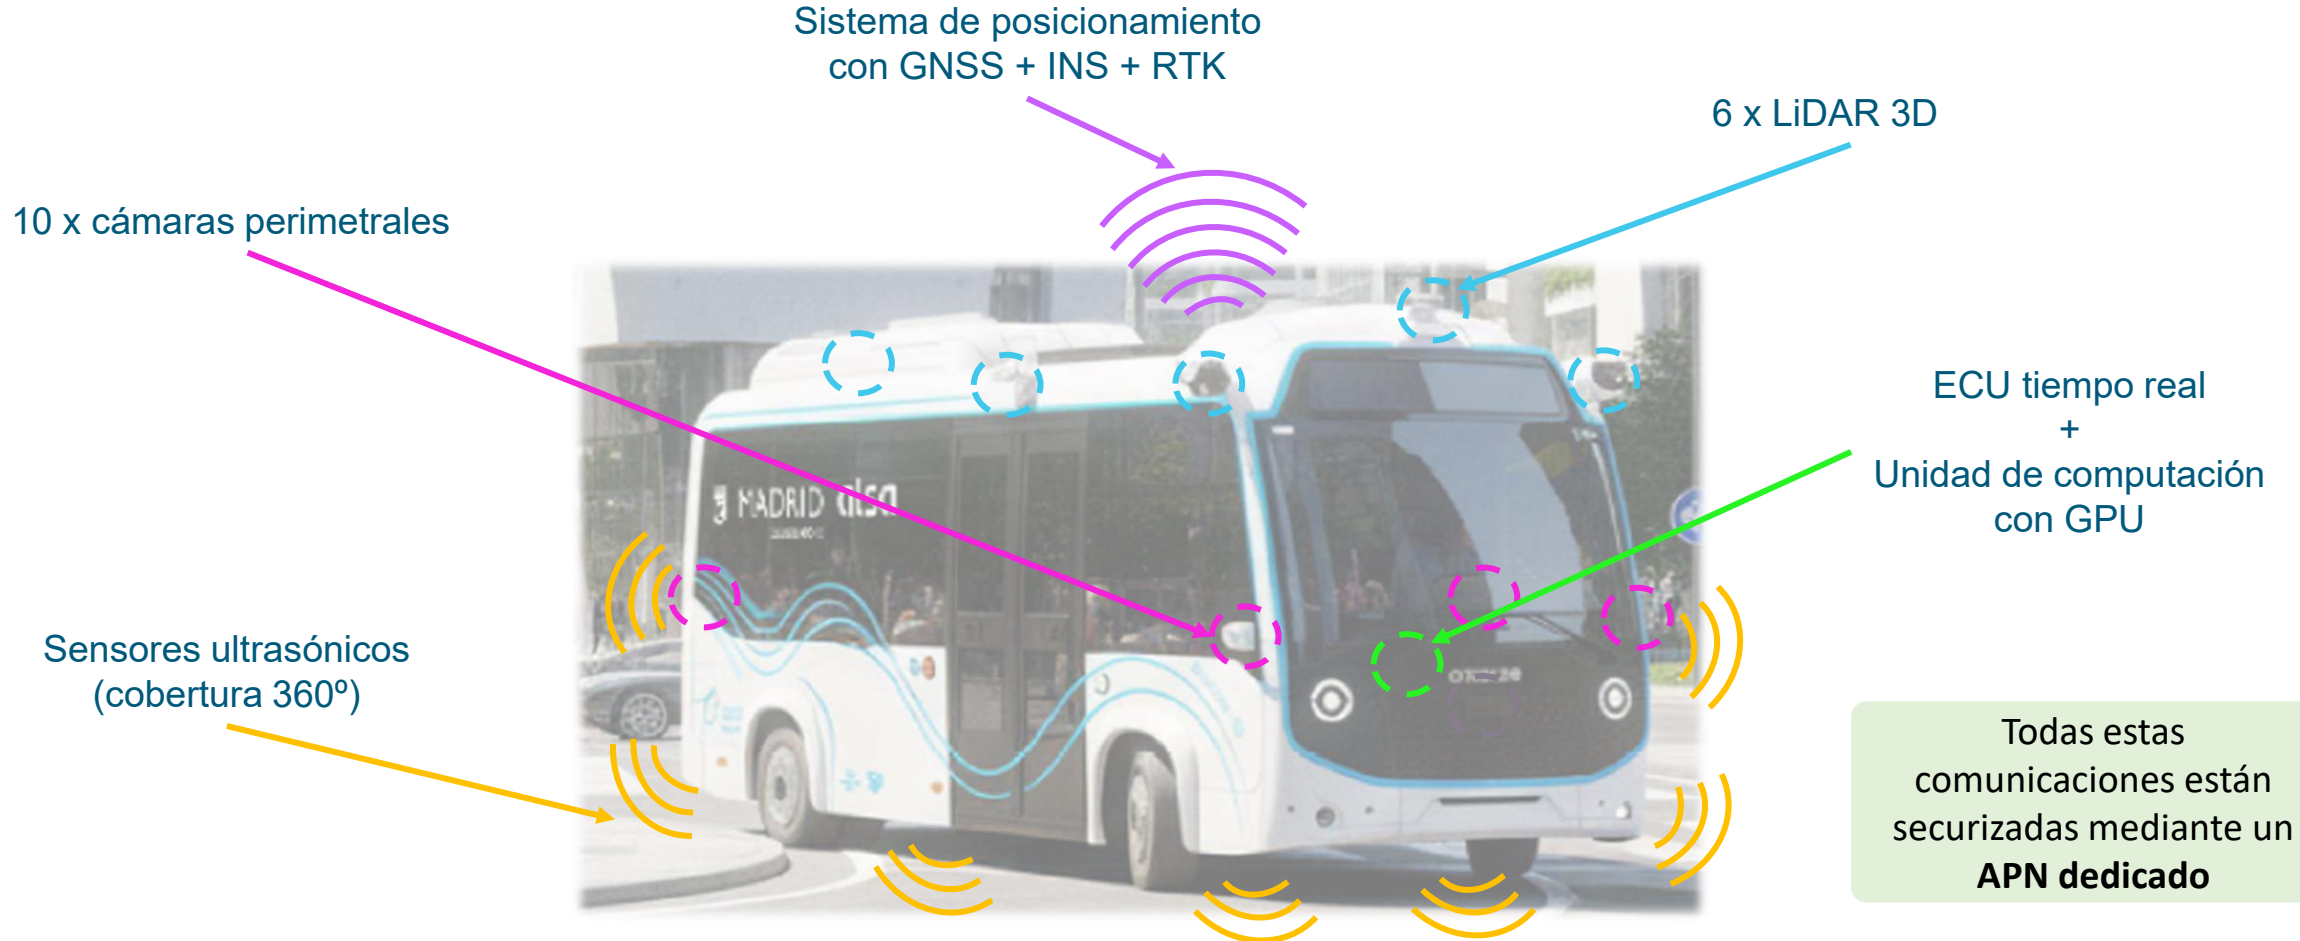 Sistema de posicionamiento
con GNSS + INS + RTK
6 x LiDAR 3D
10 x cámaras perimetrales
ECU tiempo real
+
Unidad de computación
con GPU
MADRID alsa
Sensores ultrasónicos
(cobertura 360º)
Todas estas
comunicaciones están
securizadas mediante un
APN dedicado